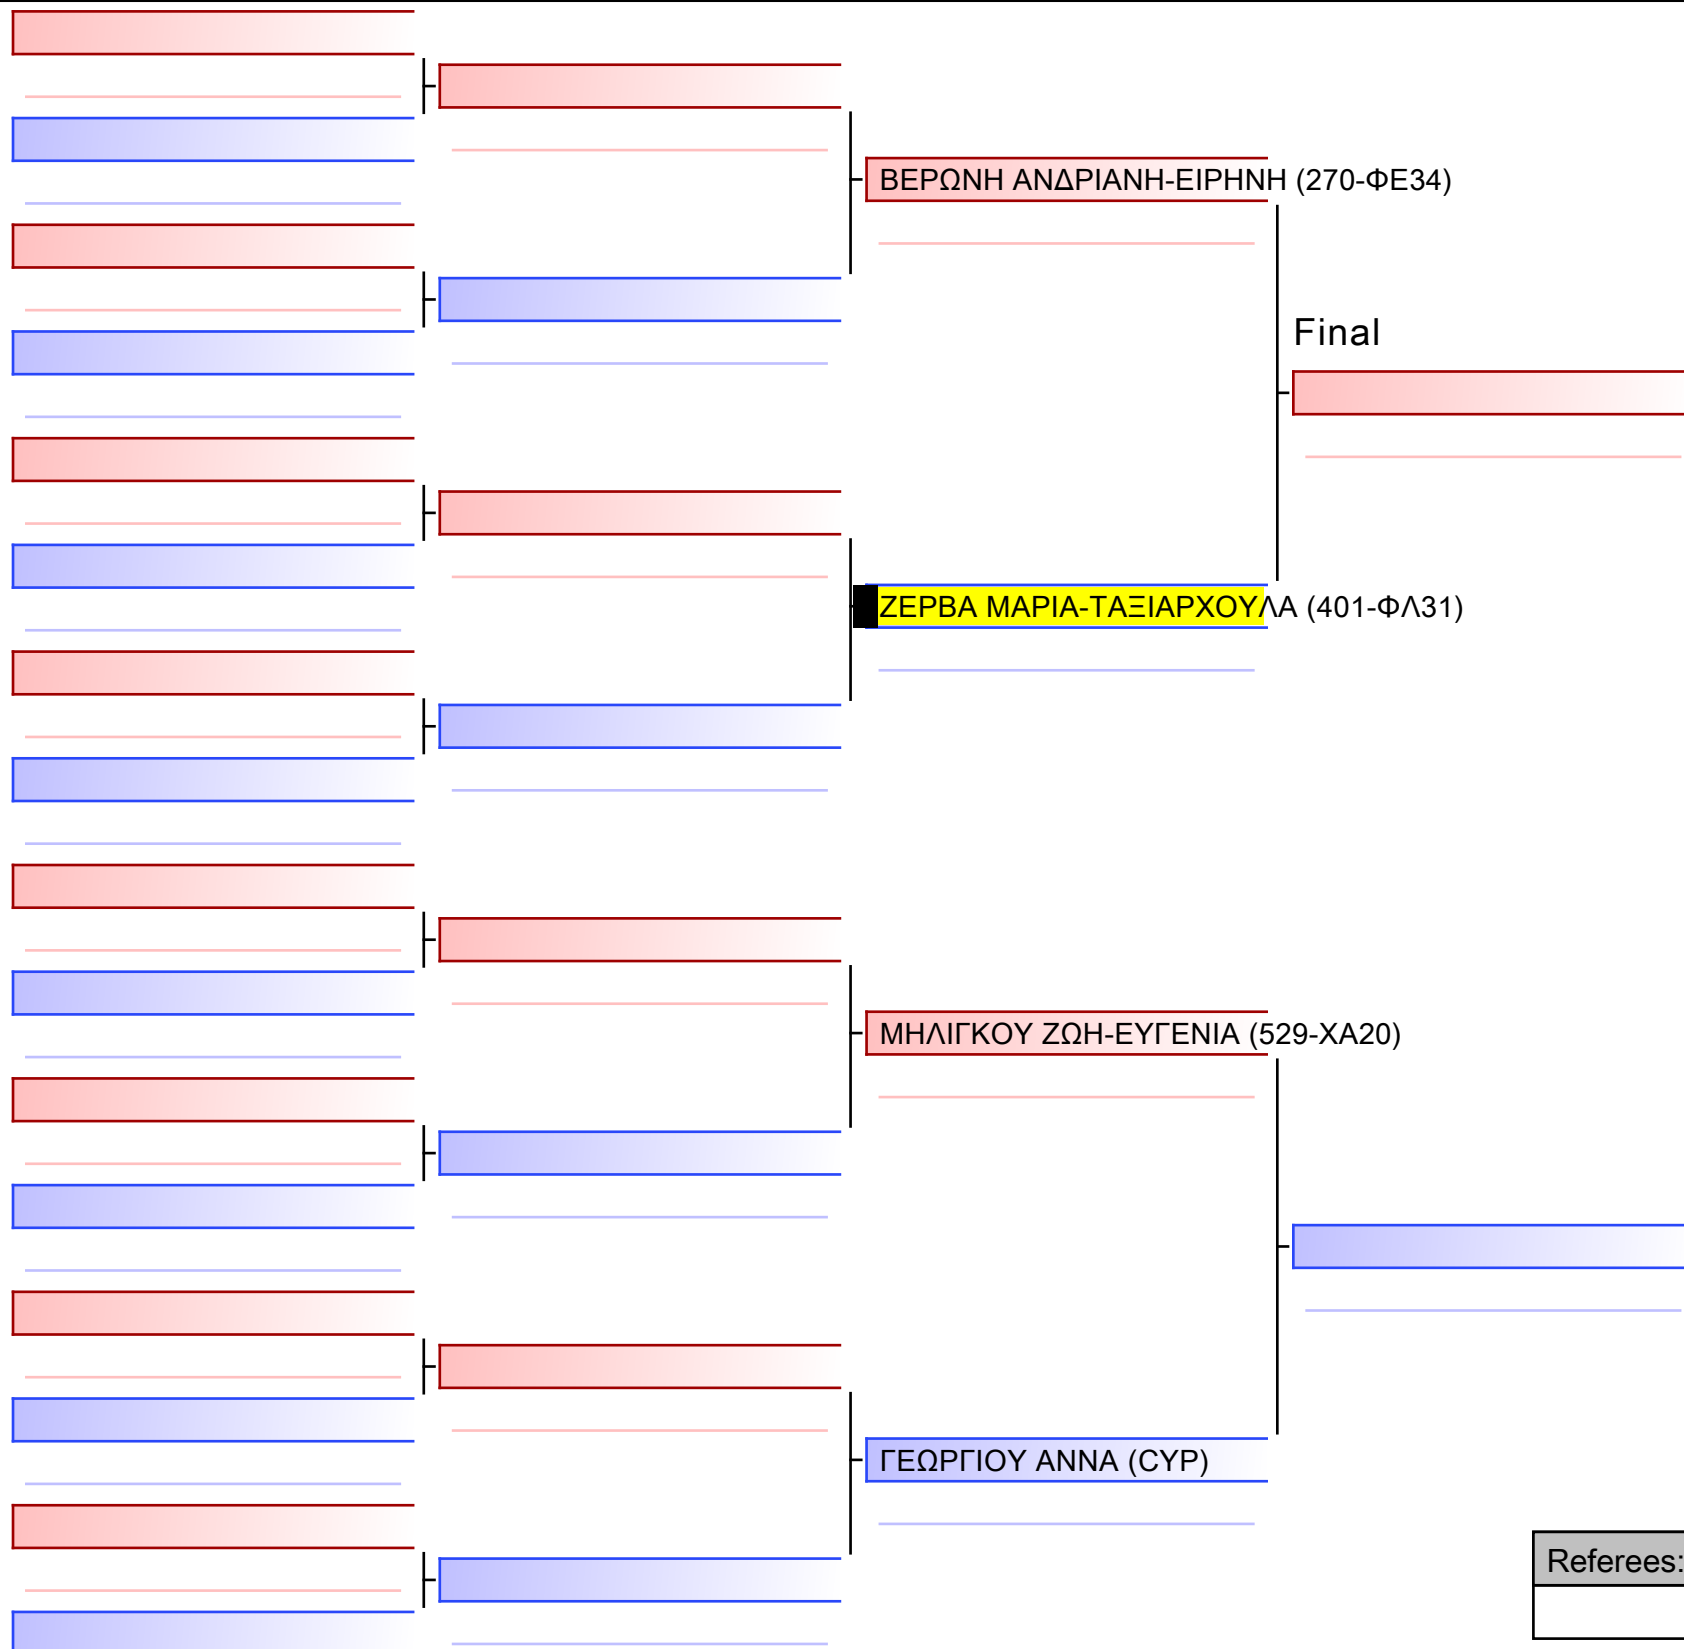 ΒΕΡΩΝΗ ΑΝΔΡΙΑΝΗ-ΕΙΡΗΝΗ (270-ΦΕ34)
Final
ΖΕΡΒΑ ΜΑΡΙΑ-ΤΑΞΙΑΡΧΟΥΛΑ (401-ΦΛ31)
ΜΗΛΙΓΚΟΥ ΖΩΗ-ΕΥΓΕΝΙΑ (529-ΧΑ20)
ΓΕΩΡΓΙΟΥ ΑΝΝΑ (CYP)
Referees: